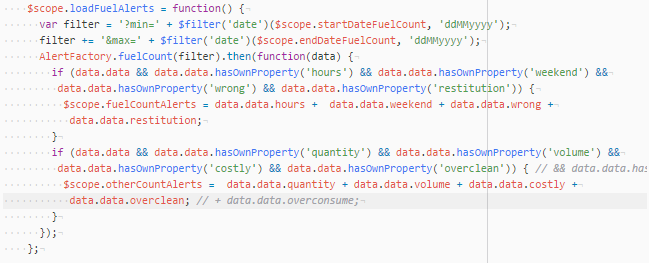 $scope.loadFuelAlerts = function() {
var filter = '?min=' + $filter('date')($scope.startDateFuelCount, 'ddMMyyyy');
filter += '&max=' + $filter('date')($scope.endDateFuelCount, 'ddMMyyyy');
AlertFactory.fuelCount(filter).then(function(data) {
if (data.data && data.data.hasOwnProperty('hours') && data.data.hasOwnProperty('weekend') &&
data.data.hasOwnProperty('wrong') && data.data.hasOwnProperty('restitution')) {
$scope.fuelCountAlerts = data.data.hours +  data.data.weekend + data.data.wrong +
data.data.restitution;
}
if (data.data && data.data.hasOwnProperty('quantity') && data.data.hasOwnProperty('volume') &&
data.data.hasOwnProperty('costly') && data.data.hasOwnProperty('overclean')) { // && data.data.has
$scope.otherCountAlerts =  data.data.quantity + data.data.volume + data.data.costly +
data.data.overclean; // + data.data.overconsume;
}
});
};